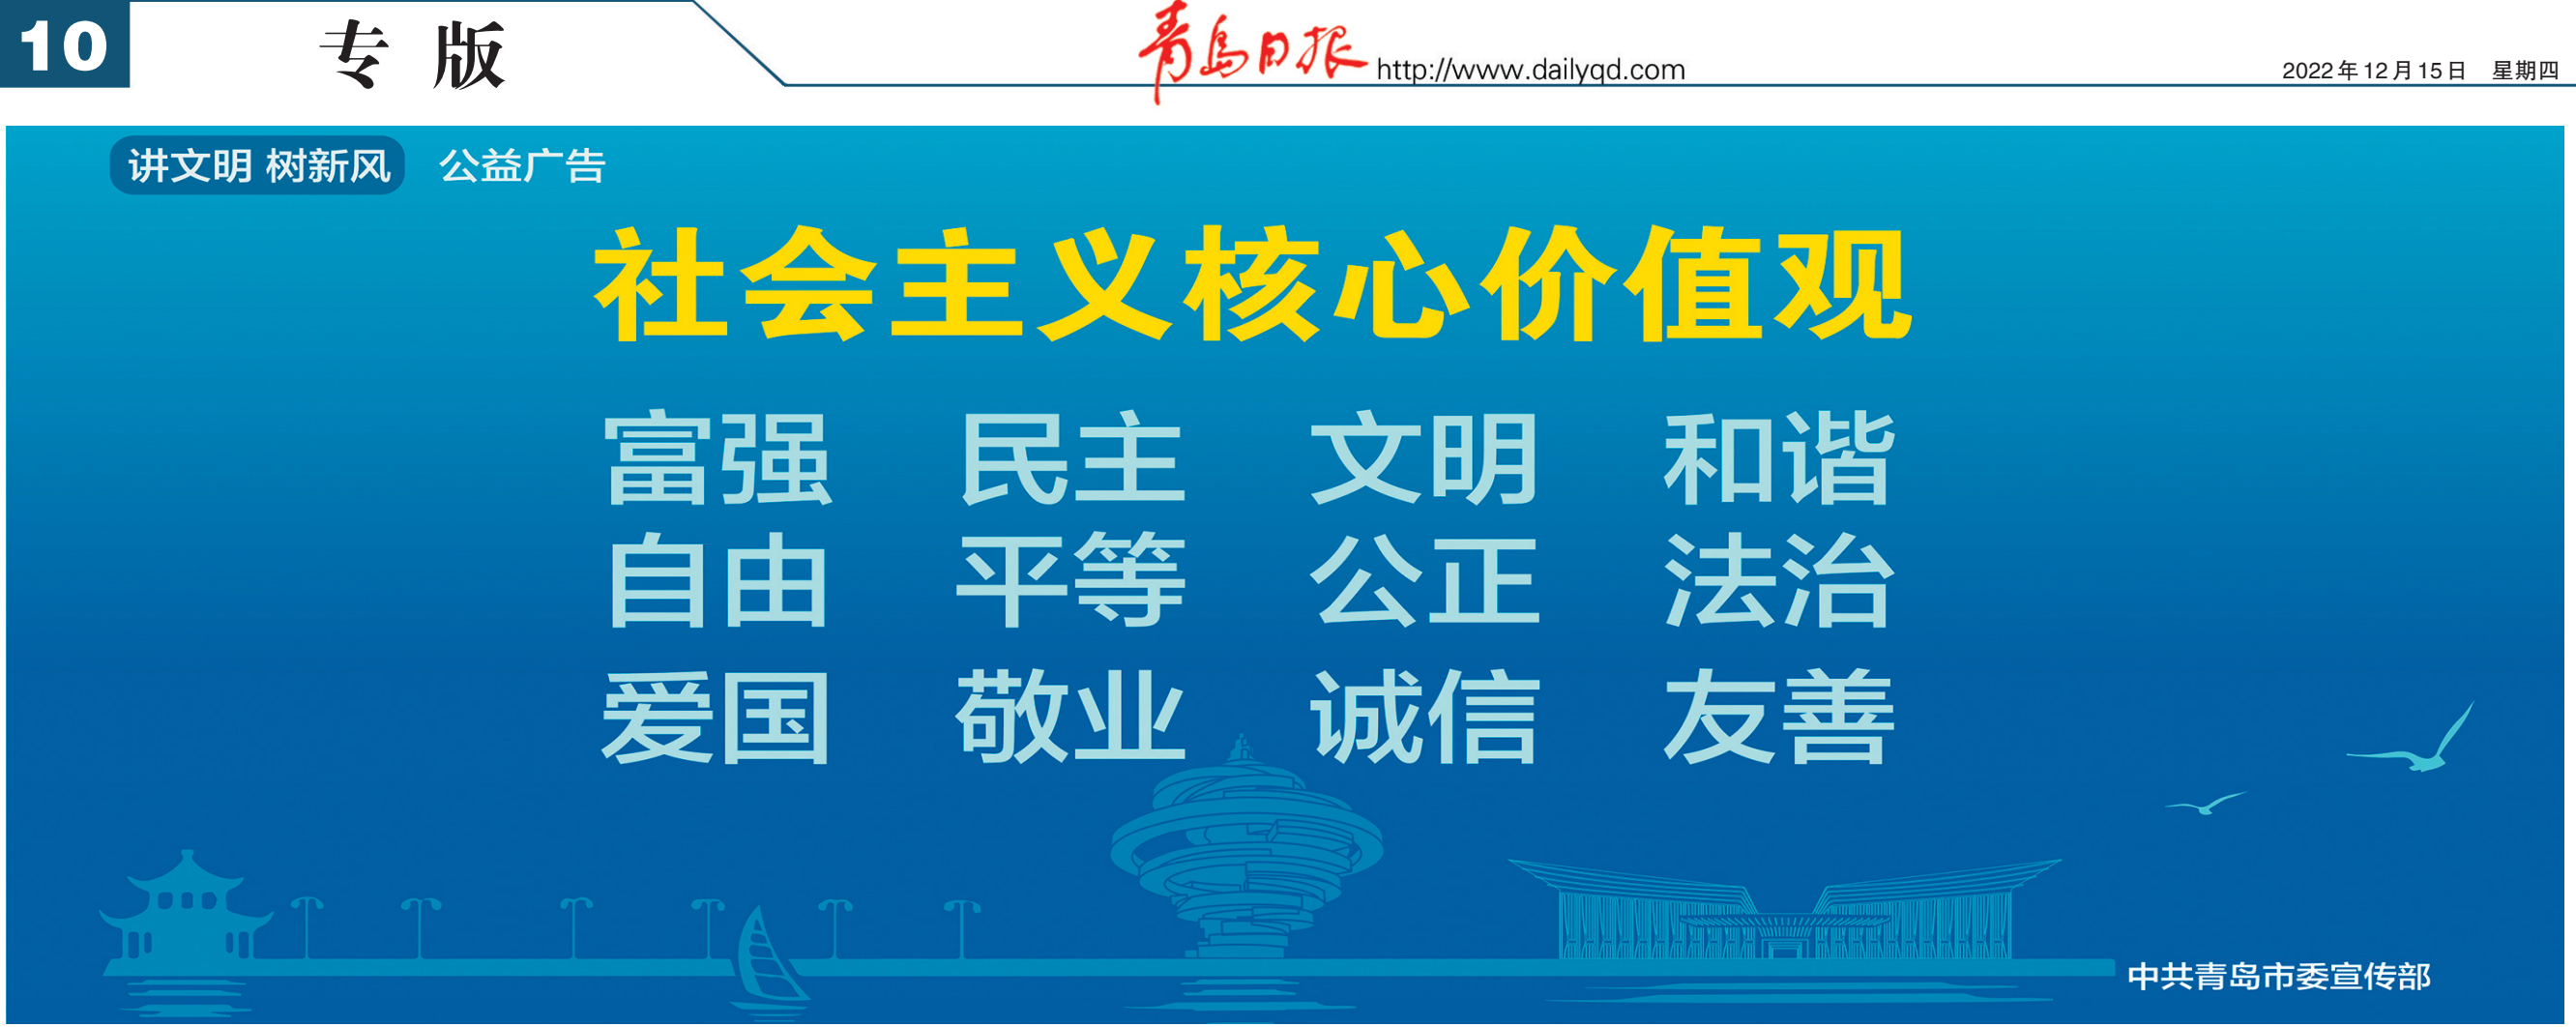 10 专 版 青岛日报 http://www.dailyqd.com 2022年12月15日 星期四
讲文明 树新风 公益广告
社会主义核心价值观
富强 民主 文明 和谐
自由 平等 公正 法治
爱国 敬业 诚信 友善
中共青岛市委宣传部